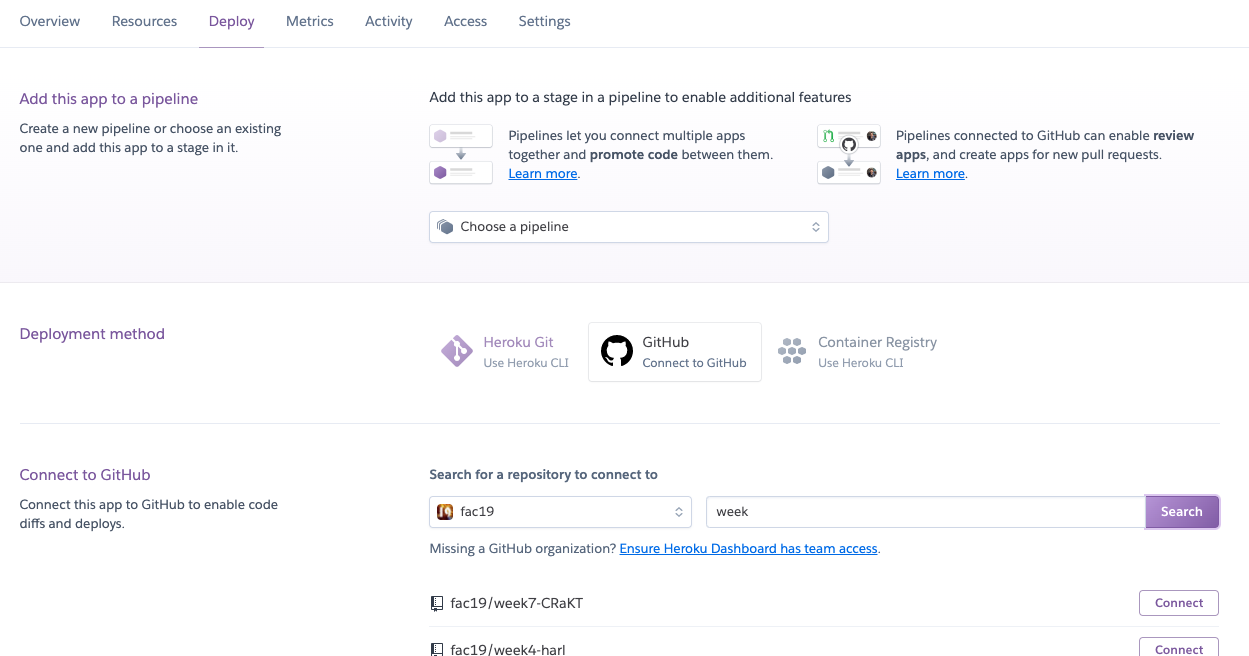 Overview Resources Deploy Metrics Activity Access Settings
Add this app to a pipeline
Create a new pipeline or choose an existing
one and add this app to a stage in it.
Add this app to a stage in a pipeline to enable additional features
Pipelines let you connect multiple apps
together and promote code between them.
Learn more.
Pipelines connected to GitHub can enable review
apps, and create apps for new pull requests.
Learn more.
Choose a pipeline
Deployment method
Heroku Git
Use Heroku CLI
GitHub
Connect to GitHub
Container Registry
Use Heroku CLI
Connect to GitHub
Connect this app to GitHub to enable code
diffs and deploys.
Search for a repository to connect to
fac19
week
Search
Missing a GitHub organization? Ensure Heroku Dashboard has team access.
fac19/week7-CRaKT Connect
fac19/week4-harl Connect